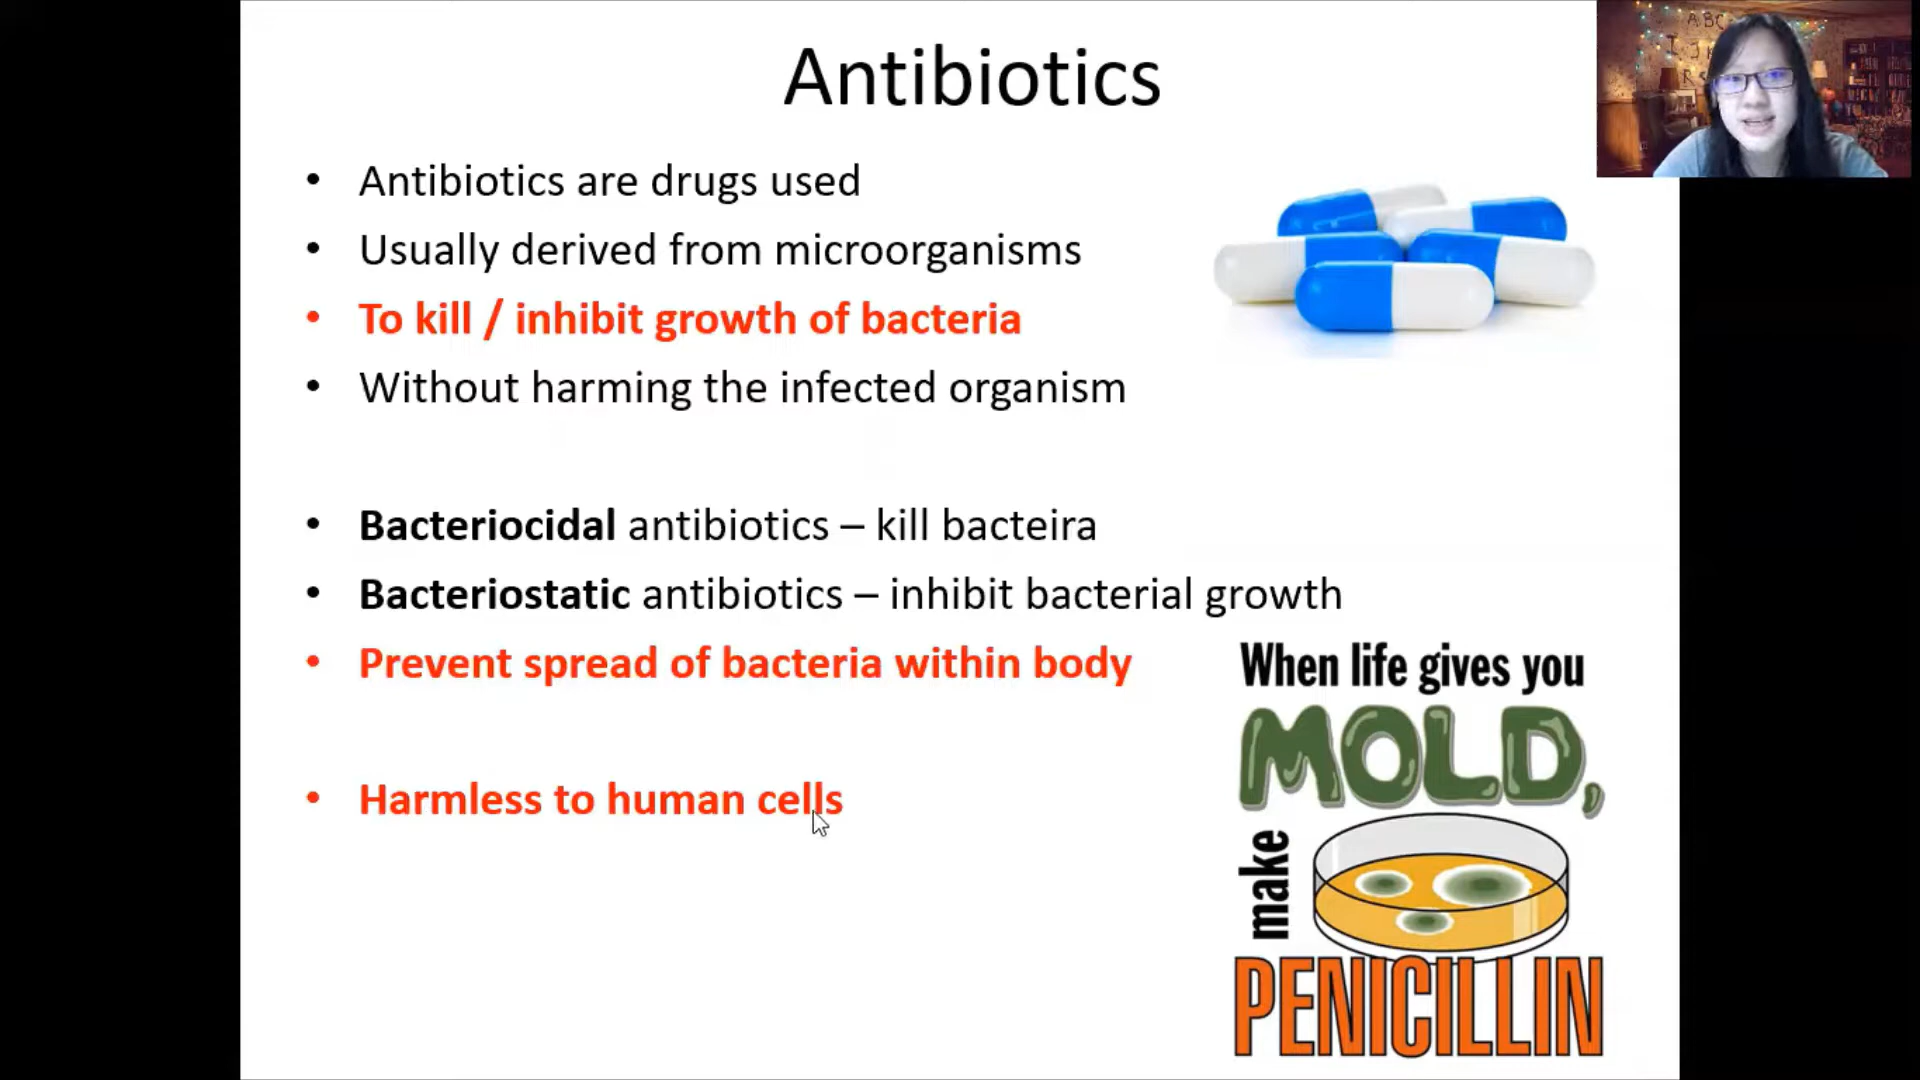 Antibiotics
• Antibiotics are drugs used
• Usually derived from microorganisms
• To kill / inhibit growth of bacteria
• Without harming the infected organism
• Bacteriocidal antibiotics – kill bacteira
• Bacteriostatic antibiotics – inhibit bacterial growth
• Prevent spread of bacteria within body
• Harmless to human cells
When life gives you
MOLD,
make
PENICILLIN
ABC